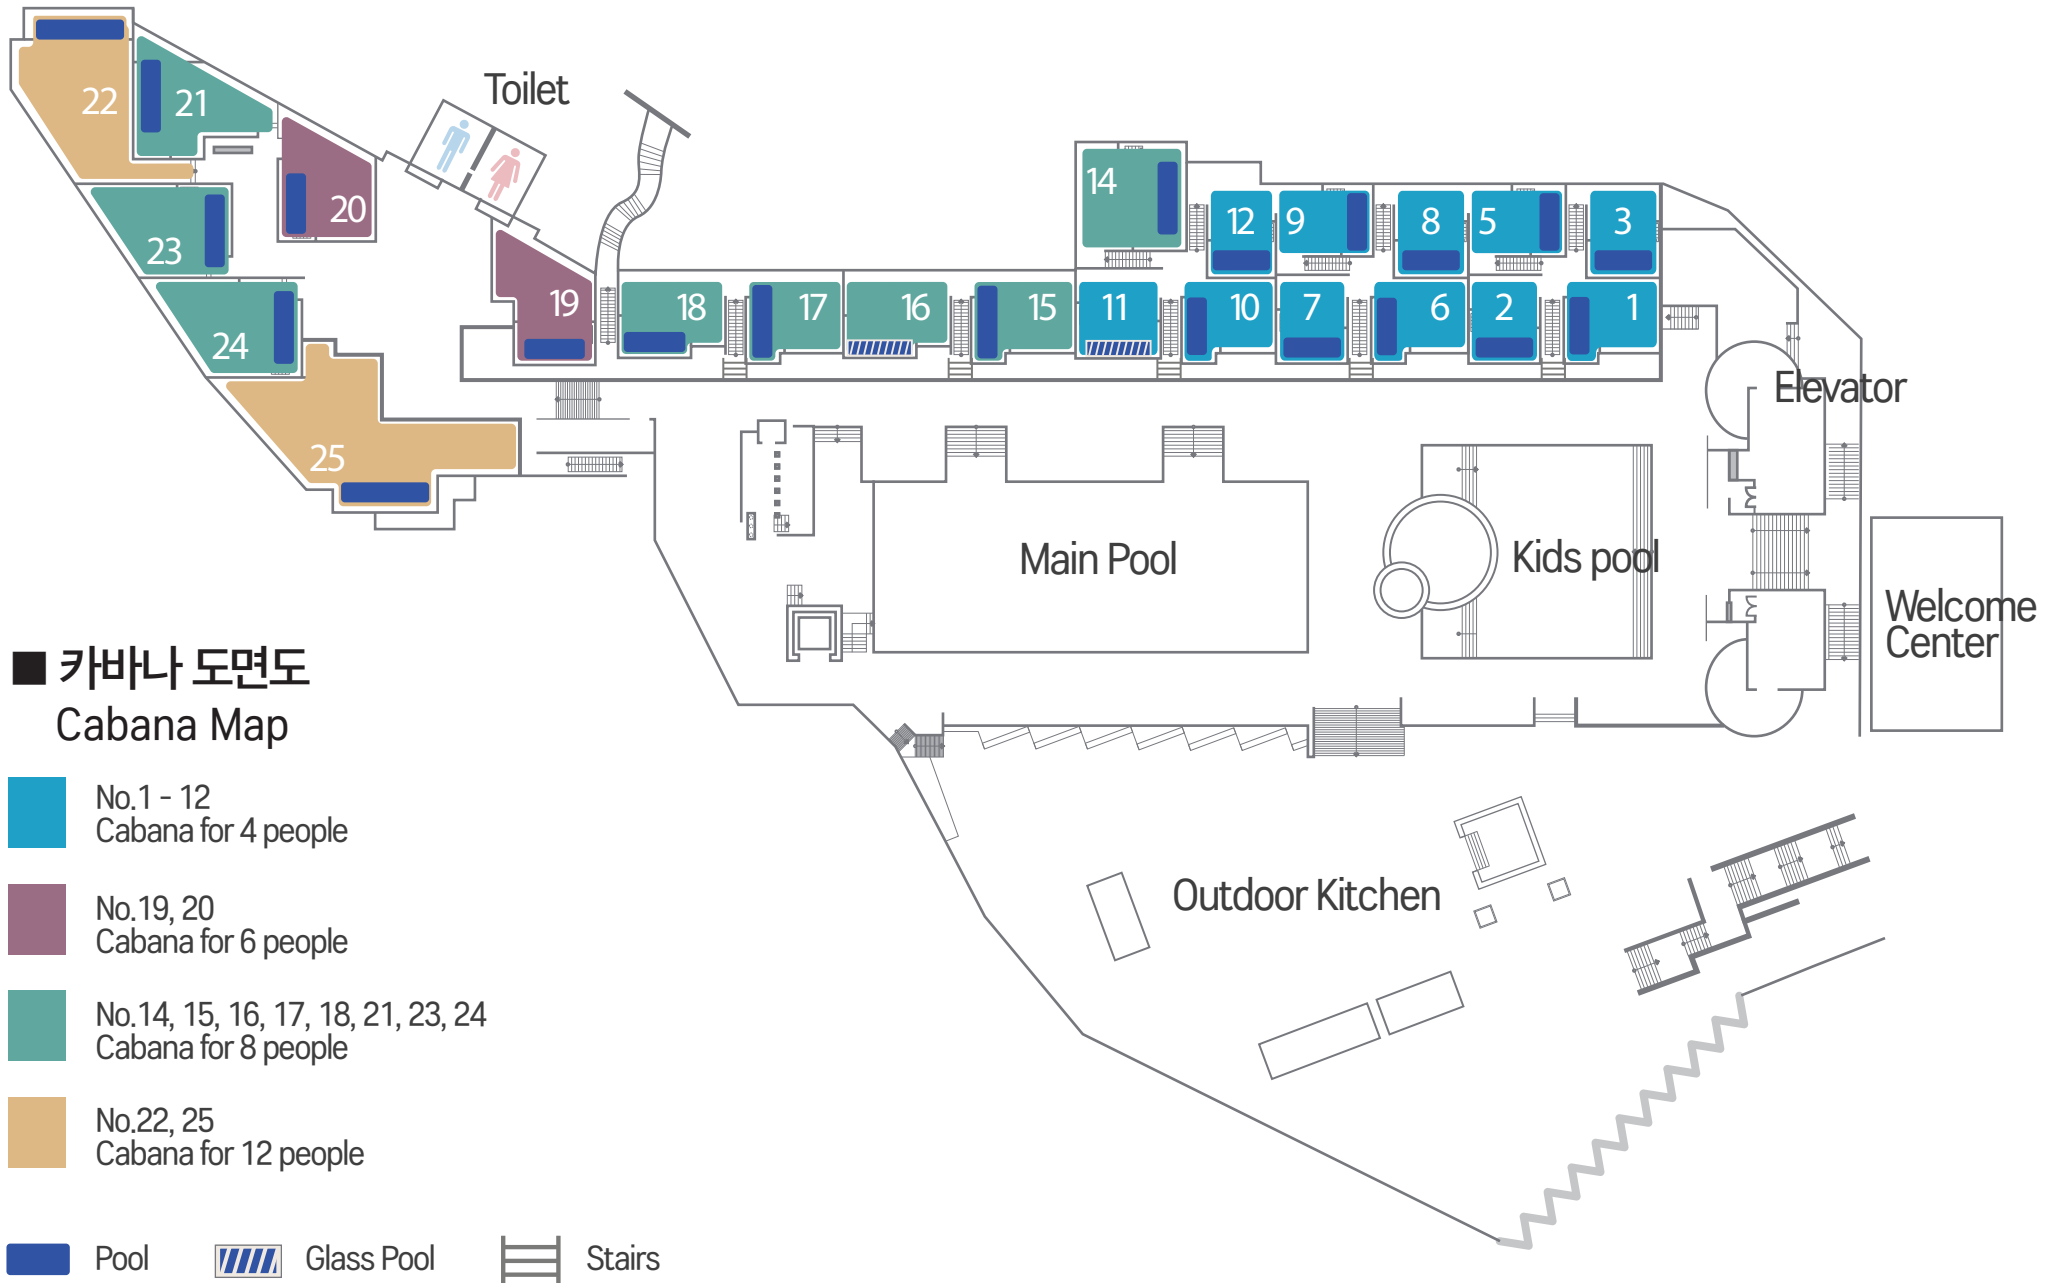 Toilet
22
21
20
23
24
25
19
18
17
16
15
14
11
12
9
8
5
3
10
7
6
2
1
Elevator
Main Pool
Kids pool
Welcome
Center
Outdoor Kitchen
■ 카바나 도면도
Cabana Map
No.1 - 12
Cabana for 4 people
No.19, 20
Cabana for 6 people
No.14, 15, 16, 17, 18, 21, 23, 24
Cabana for 8 people
No.22, 25
Cabana for 12 people
Pool
Glass Pool
Stairs